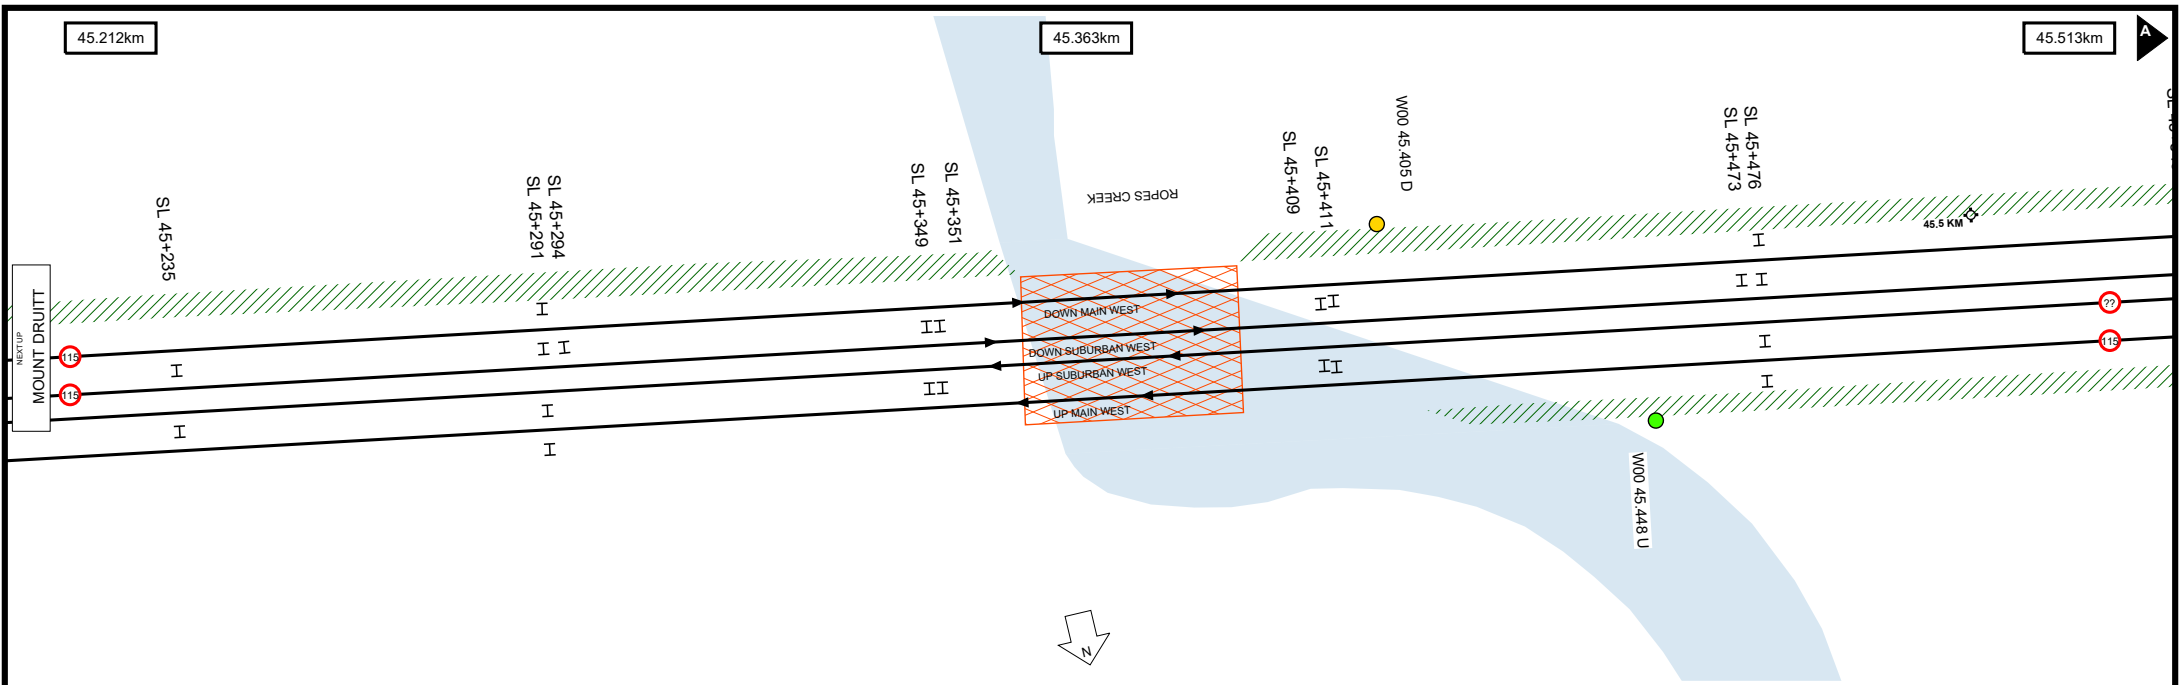 45.212km
45.363km
45.513km
A
SL 45+235
SL 45+291
SL 45+294
SL 45+349
SL 45+351
ROPES CREEK
SL 45+409
SL 45+411
W00 45.405 D
SL 45+473
SL 45+476
45.5 KM
NEXT UP
MOUNT DRUITT
115
115
DOWN MAIN WEST
DOWN SUBURBAN WEST
UP SUBURBAN WEST
UP MAIN WEST
??
115
W00 45.448 U
N